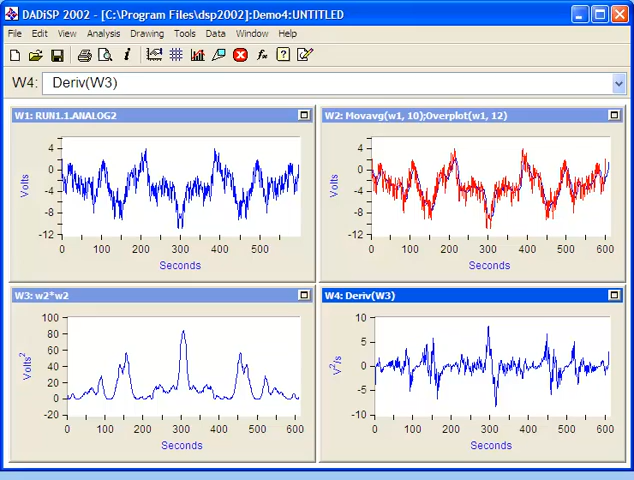 DADiSP 2002 - [C:\Program Files\dsp2002]:Demo4:UNTITLED
File Edit View Analysis Drawing Tools Data Window Help
W4: Deriv(W3)
W1: RUN1.1.ANALOG2
4
0
-4
-8
-12
Volts
0 100 200 300 400 500
Seconds
W2: Movavg(w1, 10);Overplot(w1, 12)
4
0
-4
-8
-12
Volts
0 100 200 300 400 500 600
Seconds
W3: w2*w2
100
80
60
40
20
0
-20
Volts²
0 100 200 300 400 500 600
Seconds
W4: Deriv(W3)
10
5
0
-5
-10
V²/s
0 100 200 300 400 500 600
Seconds